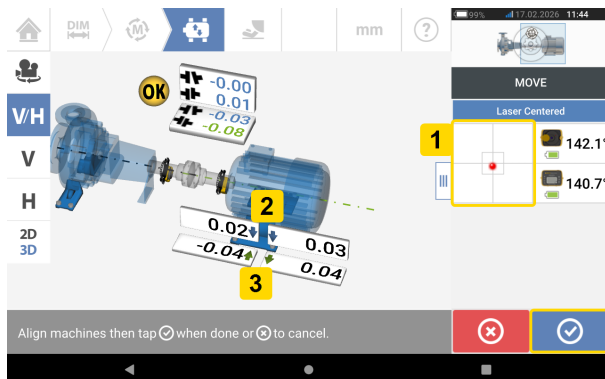 99% 17.02.2026 11:44
DIM
M
mm
?
MOVE
OK
-0.00
0.01
-0.03
-0.08
Laser Centered
V/H
1
142.1°
V
140.7°
H
2
0.02
0.03
2D
3D
-0.04
0.04
3
Align machines then tap when done or to cancel.